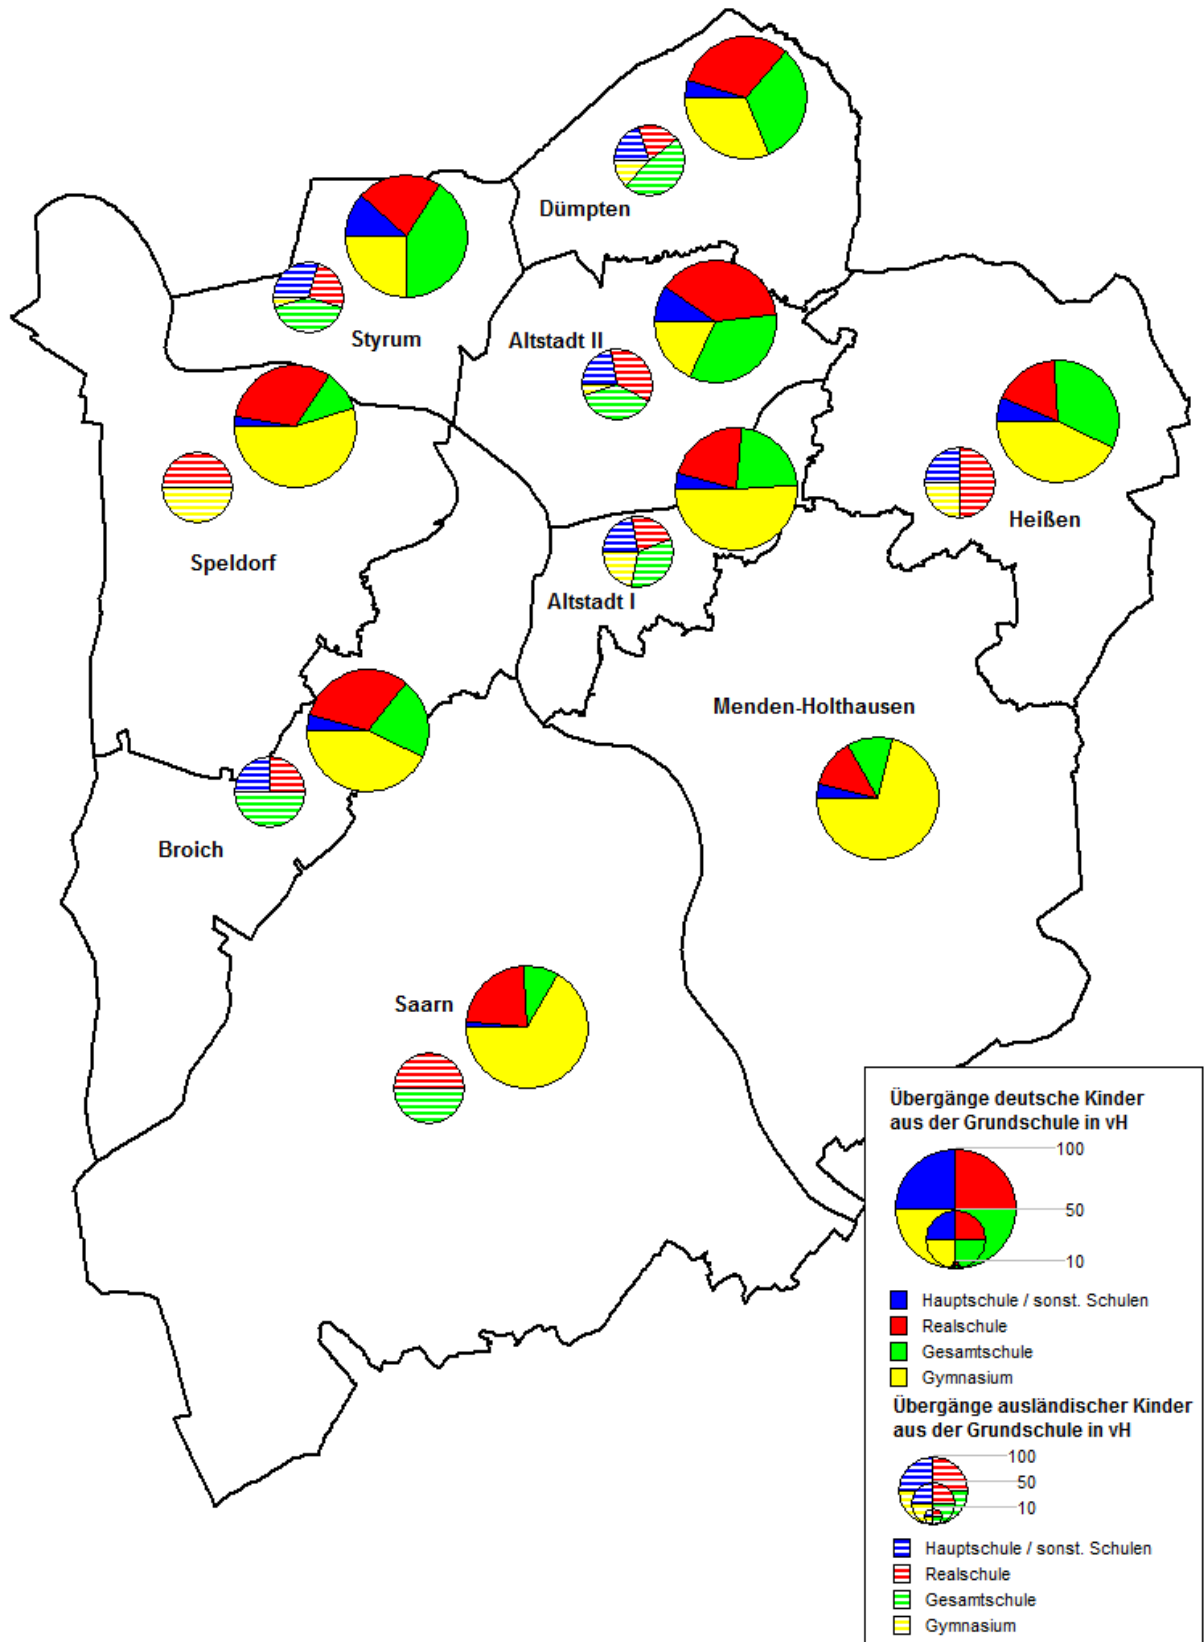 Dümpten
Styrum
Altstadt II
Heißen
Speldorf
Altstadt I
Menden-Holthausen
Broich
Saarn
Übergänge deutsche Kinder
aus der Grundschule in vH
100
50
10
Hauptschule / sonst. Schulen
Realschule
Gesamtschule
Gymnasium
Übergänge ausländischer Kinder
aus der Grundschule in vH
100
50
10
Hauptschule / sonst. Schulen
Realschule
Gesamtschule
Gymnasium